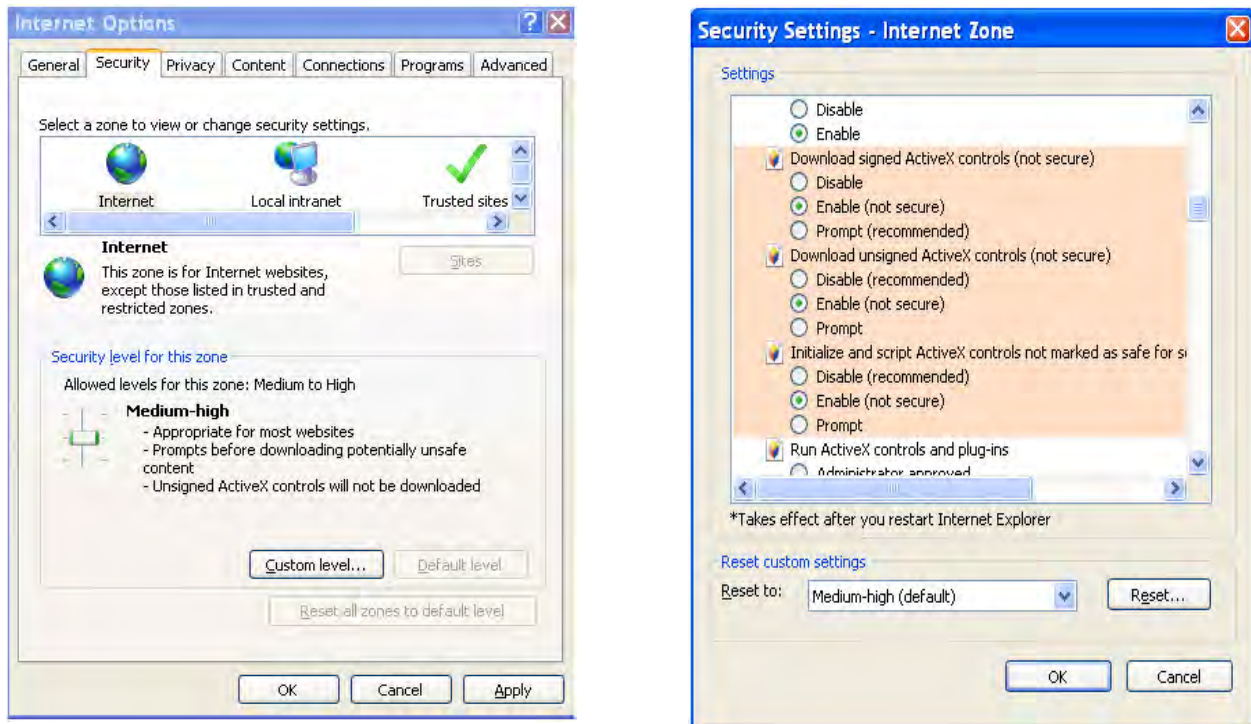 Internet Options
General Security Privacy Content Connections Programs Advanced
Select a zone to view or change security settings.
Internet Local intranet Trusted sites
Internet
Sites
This zone is for Internet websites,
except those listed in trusted and
restricted zones.
Security level for this zone
Allowed levels for this zone: Medium to High
Medium-high
- Appropriate for most websites
- Prompts before downloading potentially unsafe
content
- Unsigned ActiveX controls will not be downloaded
Custom level... Default level
Reset all zones to default level
OK Cancel Apply
Security Settings - Internet Zone
Settings
Disable
Enable
Download signed ActiveX controls (not secure)
Disable
Enable (not secure)
Prompt (recommended)
Download unsigned ActiveX controls (not secure)
Disable (recommended)
Enable (not secure)
Prompt
Initialize and script ActiveX controls not marked as safe for s
Disable (recommended)
Enable (not secure)
Prompt
Run ActiveX controls and plug-ins
Administrator approved
*Takes effect after you restart Internet Explorer
Reset custom settings
Reset to: Medium-high (default) Reset...
OK Cancel